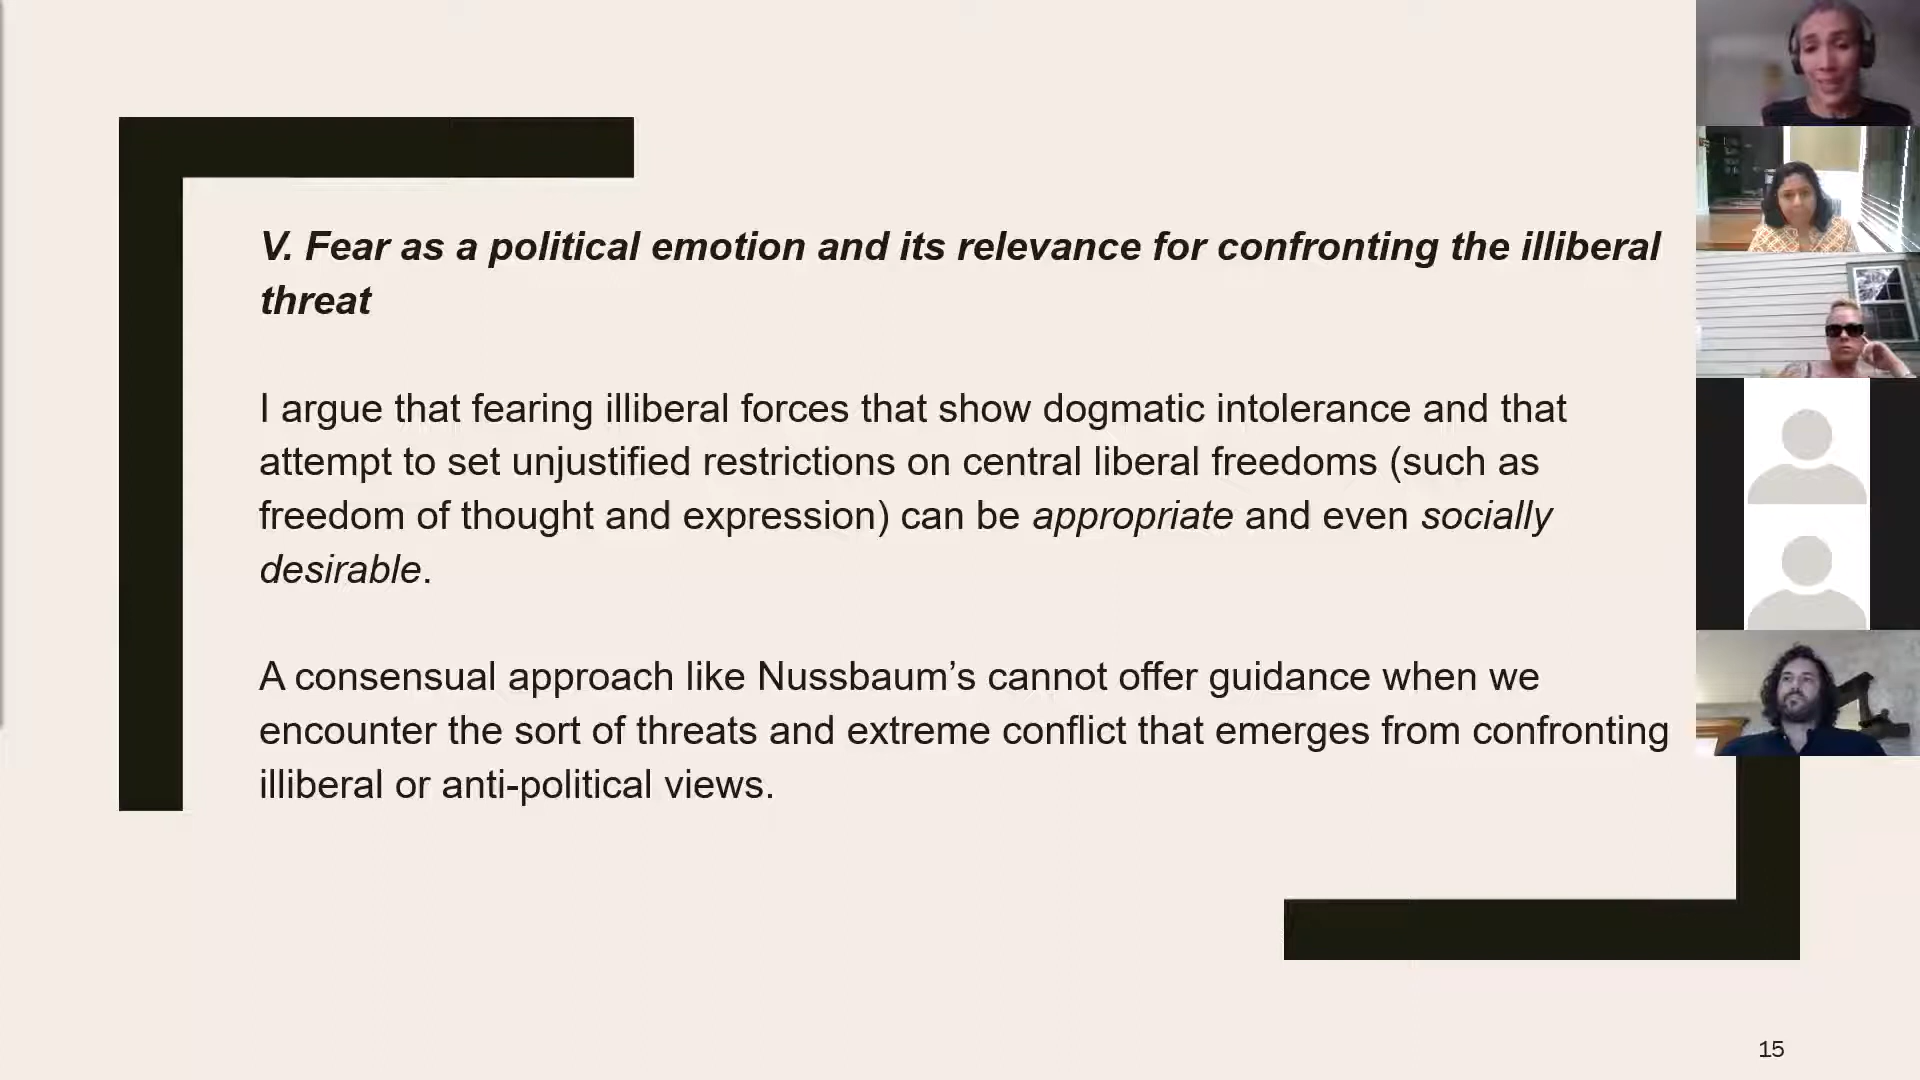 V. Fear as a political emotion and its relevance for confronting the illiberal
threat
I argue that fearing illiberal forces that show dogmatic intolerance and that
attempt to set unjustified restrictions on central liberal freedoms (such as
freedom of thought and expression) can be appropriate and even socially
desirable.
A consensual approach like Nussbaum’s cannot offer guidance when we
encounter the sort of threats and extreme conflict that emerges from confronting
illiberal or anti-political views.
15